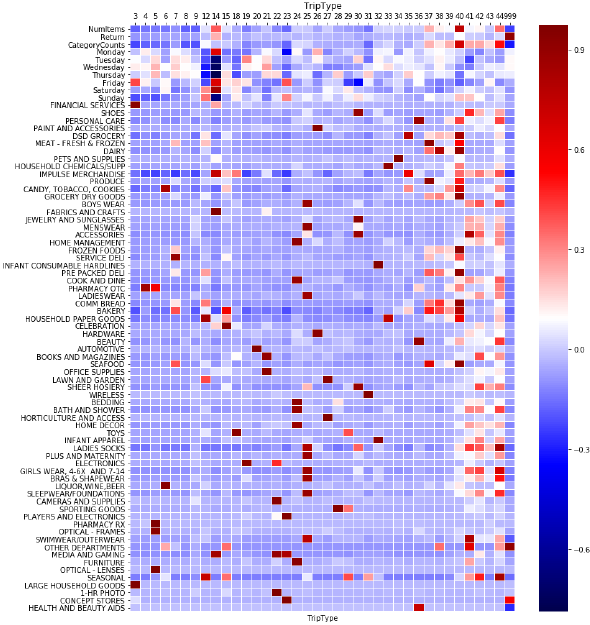 TripType
3 4 5 6 7 8 9 12 14 15 18 19 20 21 22 23 24 25 26 27 28 29 30 31 32 33 34 35 36 37 38 39 40 41 42 43 44 45 99
NumItems
Return
CategoryCounts
Monday
Tuesday
Wednesday
Thursday
Friday
Saturday
Sunday
FINANCIAL SERVICES
SHOES
PERSONAL CARE
PAINT AND ACCESSORIES
DSD GROCERY
MEAT - FRESH & FROZEN
DAIRY
PETS AND SUPPLIES
HOUSEHOLD CHEMICALS/SUPP
IMPULSE MERCHANDISE
PRODUCE
CANDY, TOBACCO, COOKIES
GROCERY DRY GOODS
BOYS WEAR
FABRICS AND CRAFTS
JEWELRY AND SUNGLASSES
MENSWEAR
ACCESSORIES
HOME MANAGEMENT
FROZEN FOODS
SERVICE DELI
INFANT CONSUMABLE HARDLINES
PRE PACKED DELI
COOK AND DINE
PHARMACY OTC
LADIESWEAR
COMM BREAD
BAKERY
HOUSEHOLD PAPER GOODS
CELEBRATION
HARDWARE
BEAUTY
AUTOMOTIVE
BOOKS AND MAGAZINES
SEAFOOD
OFFICE SUPPLIES
LAWN AND GARDEN
SHEER HOSIERY
WIRELESS
BEDDING
BATH AND SHOWER
HORTICULTURE AND ACCESS
HOME DECOR
TOYS
INFANT APPAREL
LADIES SOCKS
PLUS AND MATERNITY
ELECTRONICS
GIRLS WEAR, 4-6X AND 7-14
BRAS & SHAPEWEAR
LIQUOR,WINE,BEER
SLEEPWEAR/FOUNDATIONS
CAMERAS AND SUPPLIES
SPORTING GOODS
PLAYERS AND ELECTRONICS
PHARMACY RX
OPTICAL - FRAMES
SWIMWEAR/OUTERWEAR
OTHER DEPARTMENTS
MEDIA AND GAMING
FURNITURE
OPTICAL - LENSES
SEASONAL
LARGE HOUSEHOLD GOODS
1-HR PHOTO
CONCEPT STORES
HEALTH AND BEAUTY AIDS
TripType
0.9
0.6
0.3
0.0
−0.3
−0.6